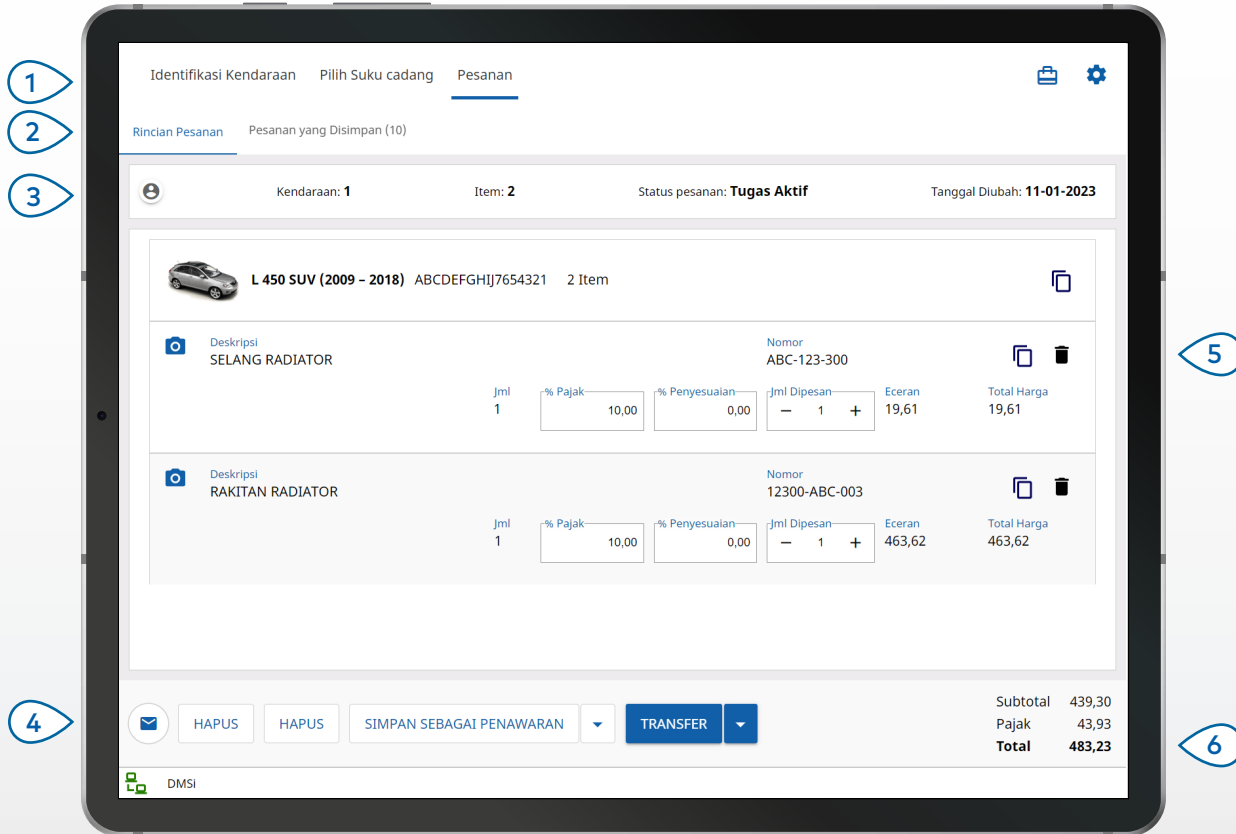 1
Identifikasi Kendaraan Pilih Suku cadang Pesanan
2
Rincian Pesanan Pesanan yang Disimpan (10)
3
Kendaraan: 1 Item: 2 Status pesanan: Tugas Aktif Tanggal Diubah: 11-01-2023
L 450 SUV (2009 – 2018) ABCDEFGHIJ7654321 2 Item
5
Deskripsi Nomor
SELANG RADIATOR ABC-123-300
Jml % Pajak % Penyesuaian Jml Dipesan Eceran Total Harga
1 10,00 0,00 − 1 + 19,61 19,61
Deskripsi Nomor
RAKITAN RADIATOR 12300-ABC-003
Jml % Pajak % Penyesuaian Jml Dipesan Eceran Total Harga
1 10,00 0,00 − 1 + 463,62 463,62
4
HAPUS HAPUS SIMPAN SEBAGAI PENAWARAN TRANSFER
Subtotal 439,30
Pajak 43,93
Total 483,23
6
DMSi